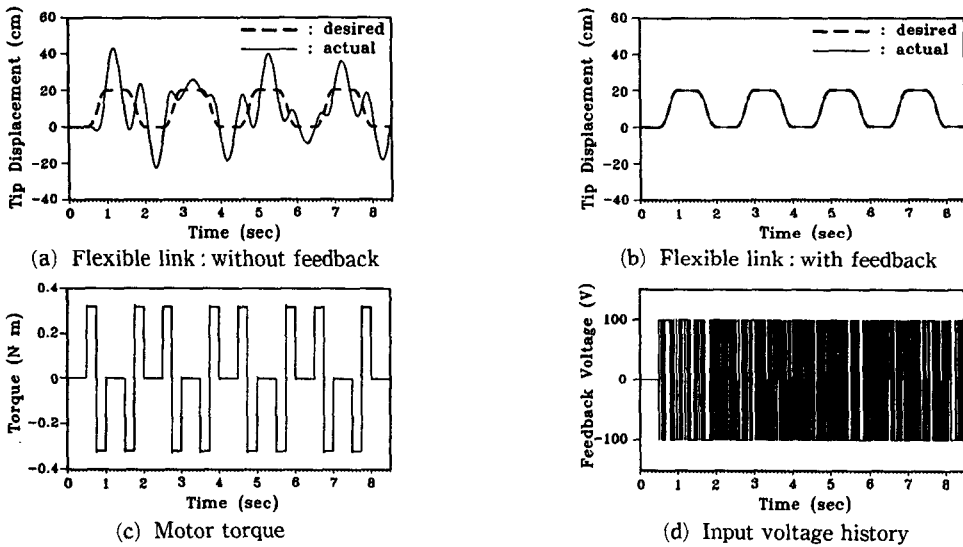 60
40
20
0
-20
-40
Tip Displacement (cm)
: desired
: actual
0 1 2 3 4 5 6 7 8
Time (sec)
(a) Flexible link : without feedback
60
40
20
0
-20
-40
Tip Displacement (cm)
: desired
: actual
0 1 2 3 4 5 6 7 8
Time (sec)
(b) Flexible link : with feedback
0.4
0.2
0
-0.2
-0.4
Torque (N m)
0 1 2 3 4 5 6 7 8
Time (sec)
(c) Motor torque
100
0
-100
Feedback Voltage (V)
0 1 2 3 4 5 6 7 8
Time (sec)
(d) Input voltage history